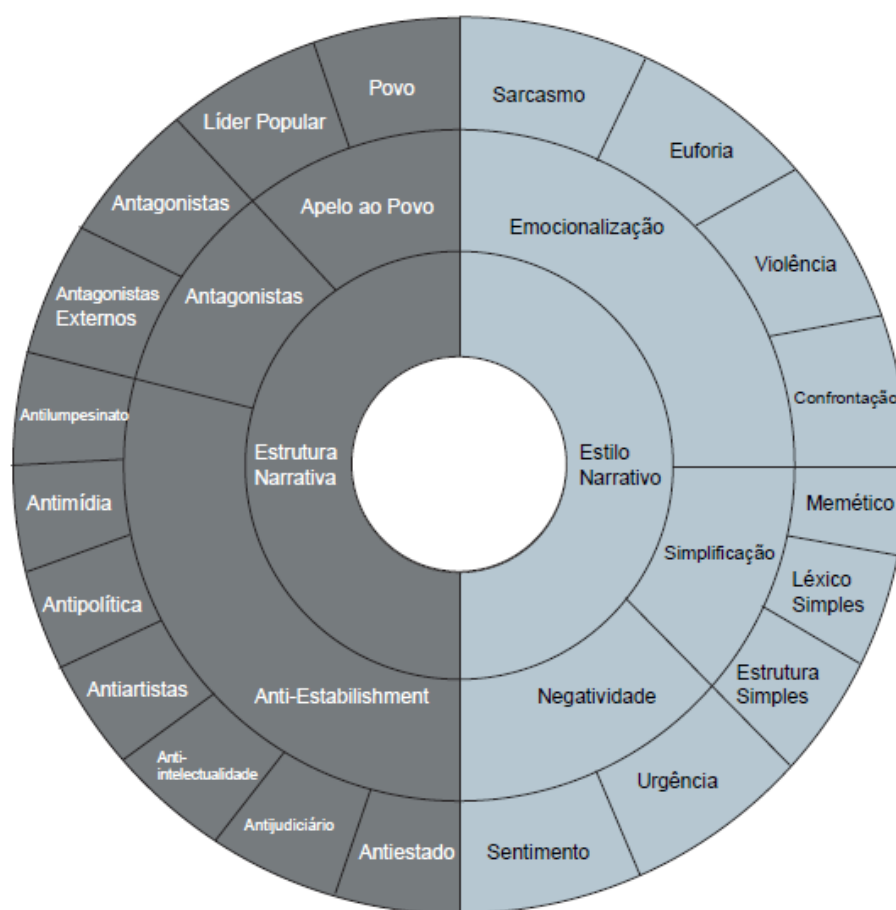 Povo
Sarcasmo
Líder Popular
Euforia
Antagonistas
Apelo ao Povo
Emocionalização
Violência
Antagonistas
Externos
Antagonistas
Confrontação
Antilumpesinato
Estrutura
Narrativa
Estilo
Narrativo
Antimídia
Memético
Simplificação
Léxico
Simples
Antipolítica
Estrutura
Simples
Antiartistas
Anti-Estabilishment
Negatividade
Anti-
intelectualidade
Urgência
Antijudiciário
Antiestado
Sentimento